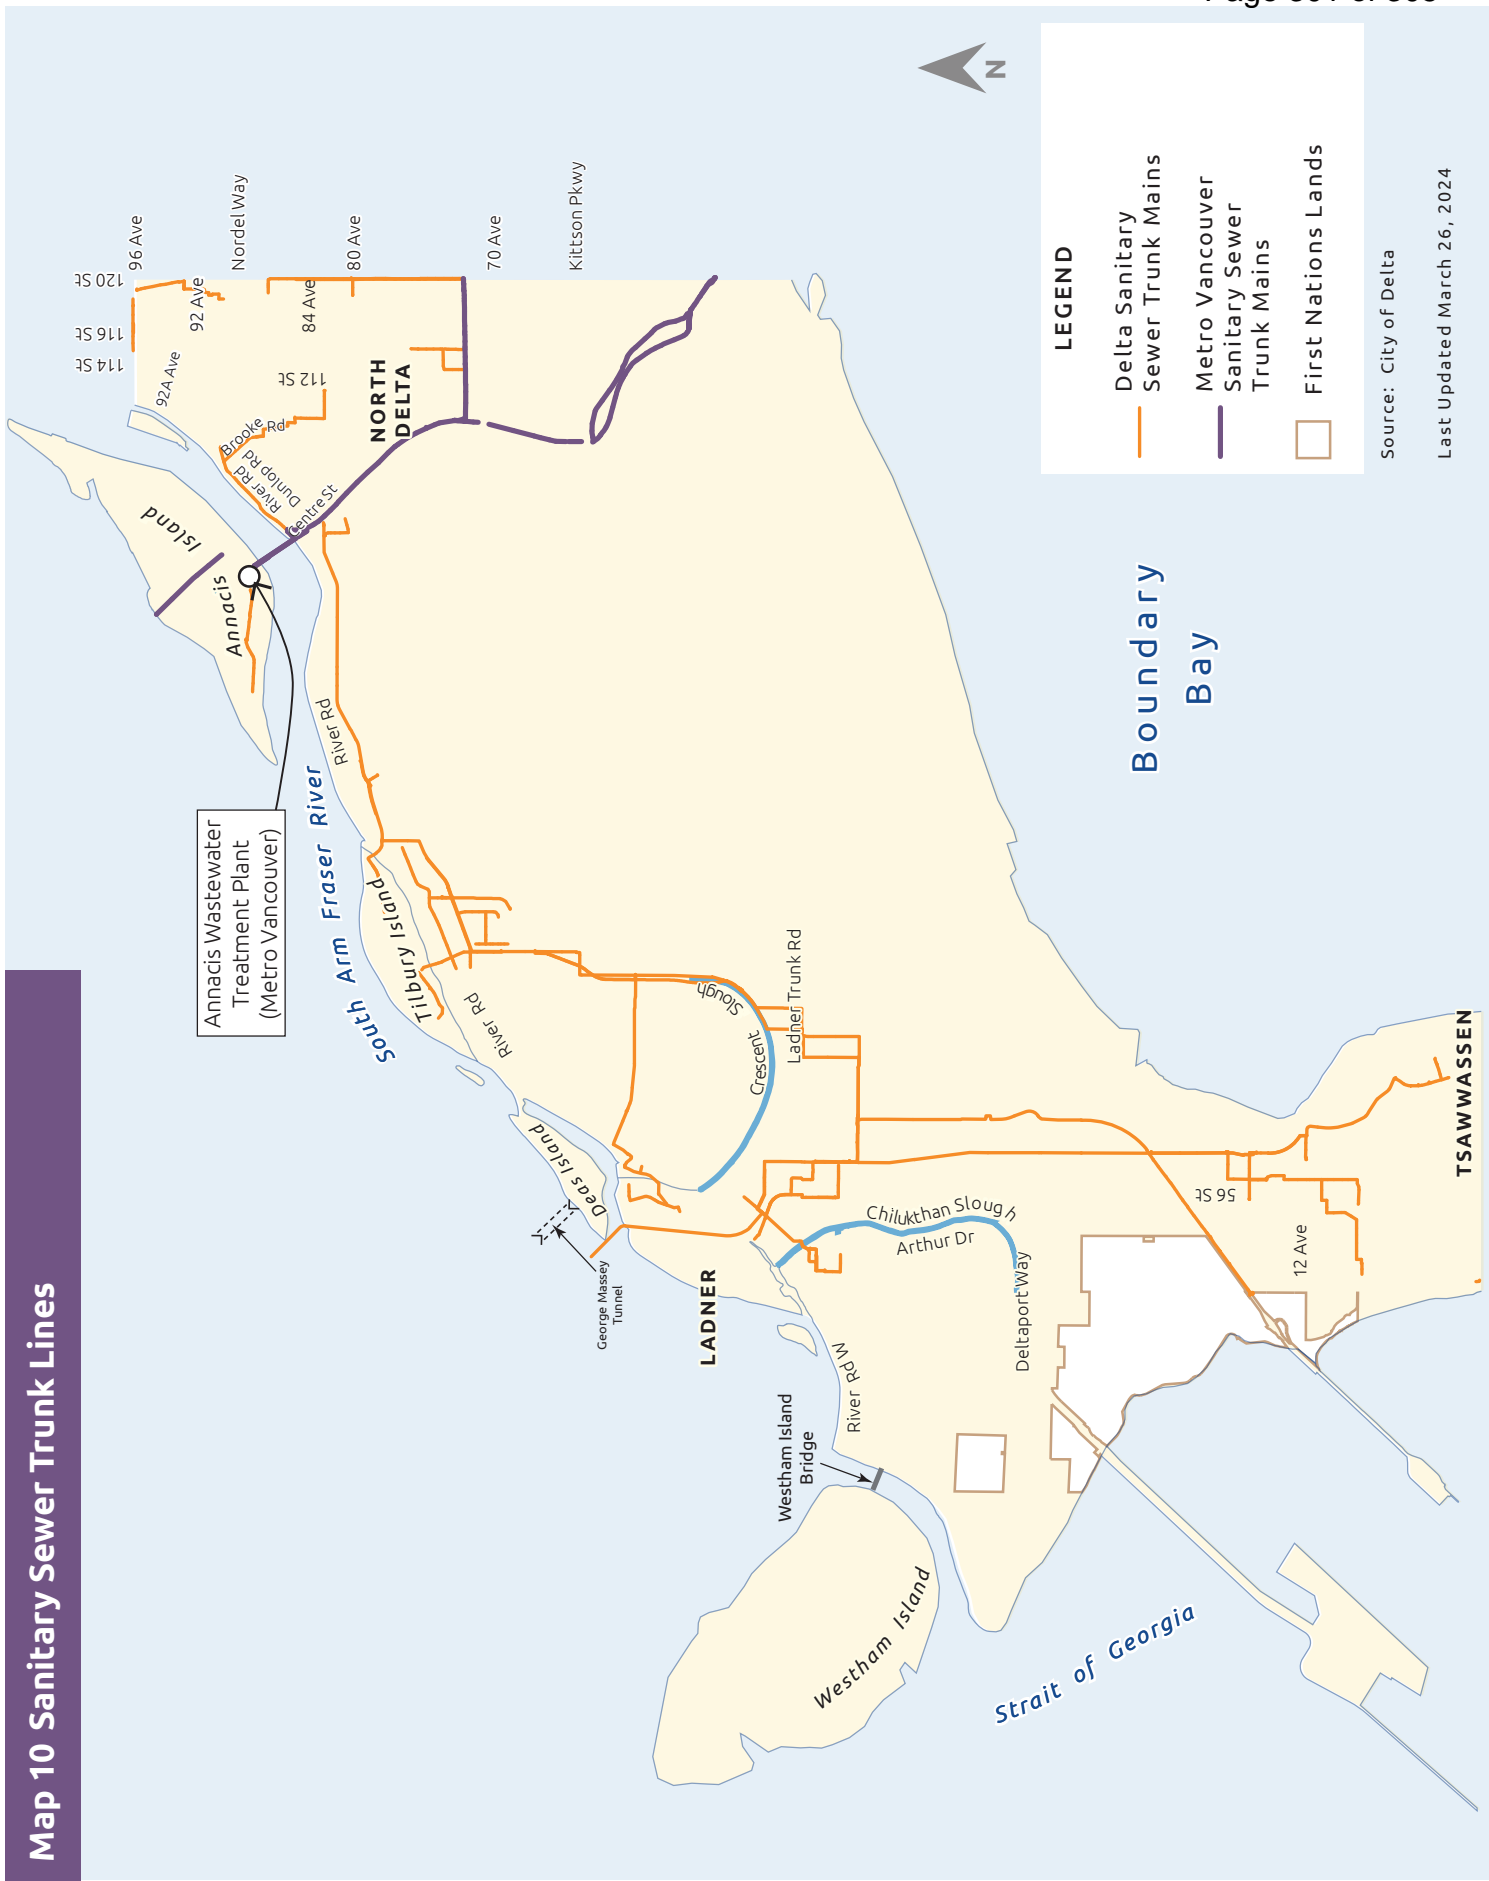 Map 10 Sanitary Sewer Trunk Lines
96 Ave
Nordel Way
80 Ave
70 Ave
Kittson Pkwy
120 St
116 St
114 St
92 Ave
84 Ave
92A Ave
112 St
NORTH
DELTA
Brooke
Rd
Dunlop Rd
River Rd
Centre St
Annacis
Island
Annacis Wastewater
Treatment Plant
(Metro Vancouver)
River Rd
South Arm Fraser River
Tilbury Island
River Rd
Deas Island
George Massey
Tunnel
Crescent
Slough
Ladner Trunk Rd
LADNER
Chilukthan Slough
Arthur Dr
Deltaport Way
River Rd W
Westham Island
Bridge
Westham Island
56 St
12 Ave
TSAWWASSEN
Strait of Georgia
Boundary
Bay
N
LEGEND
Delta Sanitary
Sewer Trunk Mains
Metro Vancouver
Sanitary Sewer
Trunk Mains
First Nations Lands
Source: City of Delta
Last Updated March 26, 2024